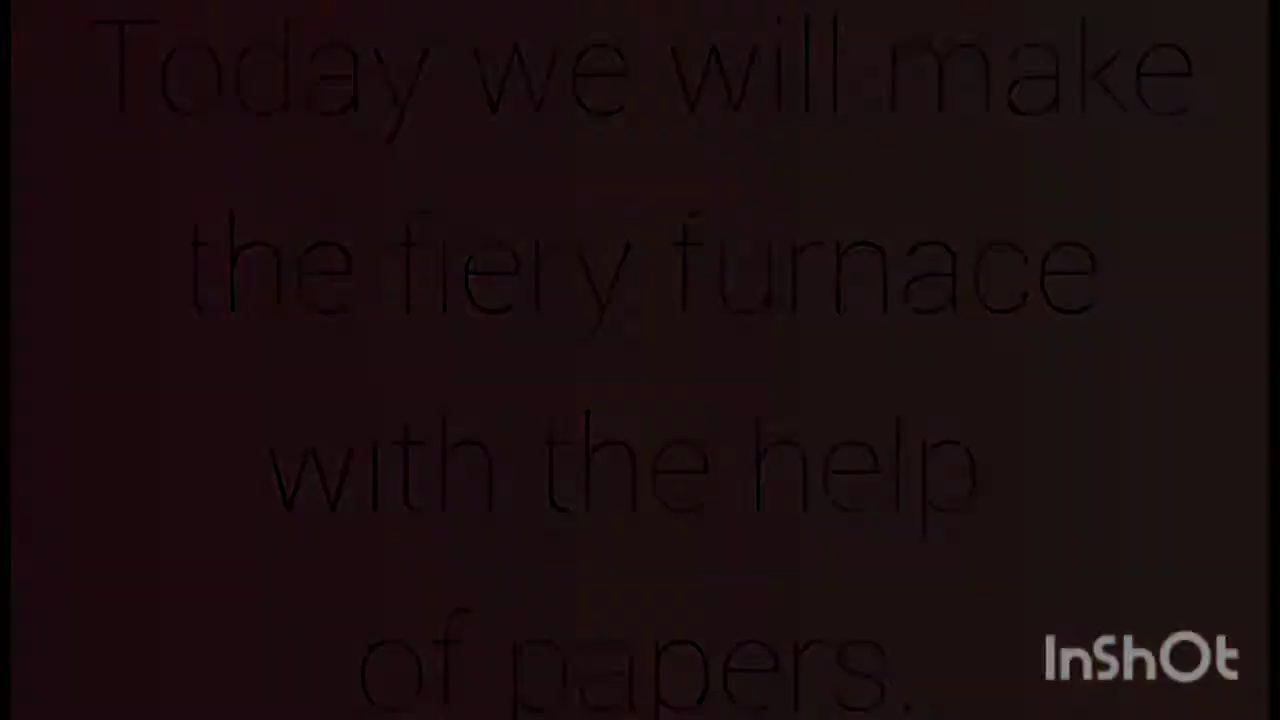 Today we will make
the fiery furnace
with the help
of papers.
InShOt